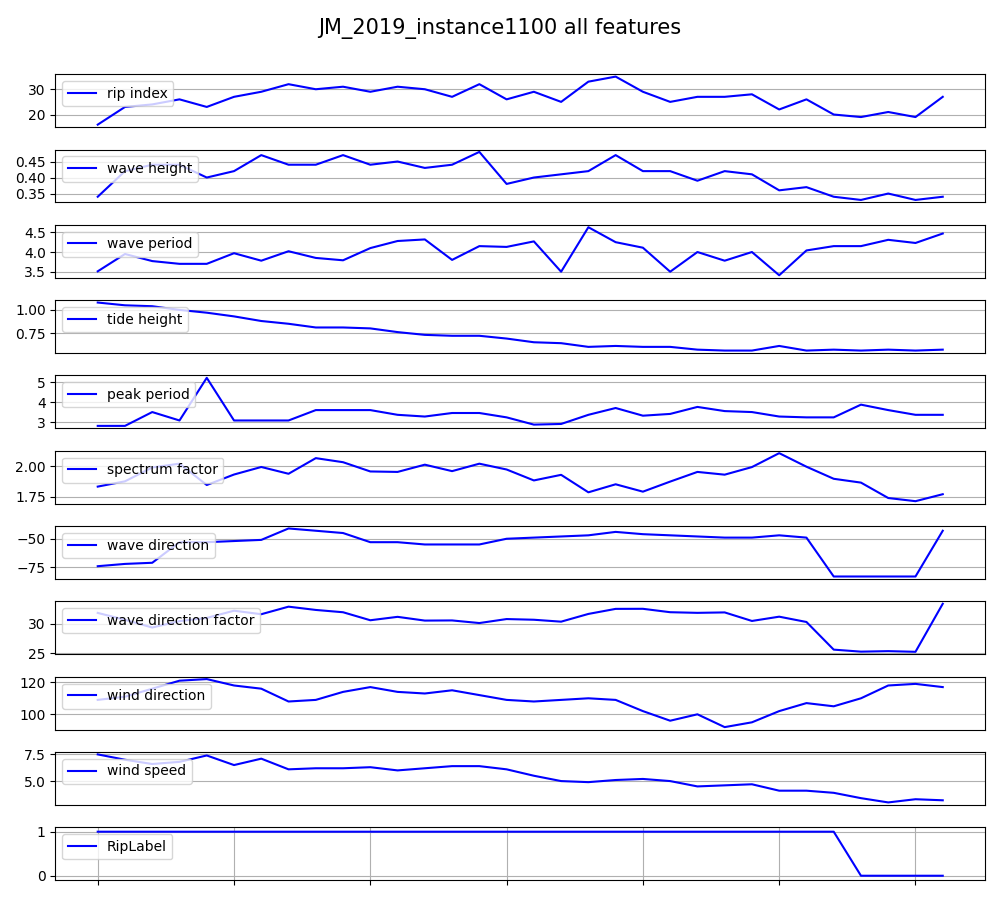 JM_2019_instance1100 all features
30
20
rip index
0.45
0.40
0.35
wave height
4.5
4.0
3.5
wave period
1.00
0.75
tide height
5
4
3
peak period
2.00
1.75
spectrum factor
−50
−75
wave direction
30
25
wave direction factor
120
100
wind direction
7.5
5.0
wind speed
1
0
RipLabel